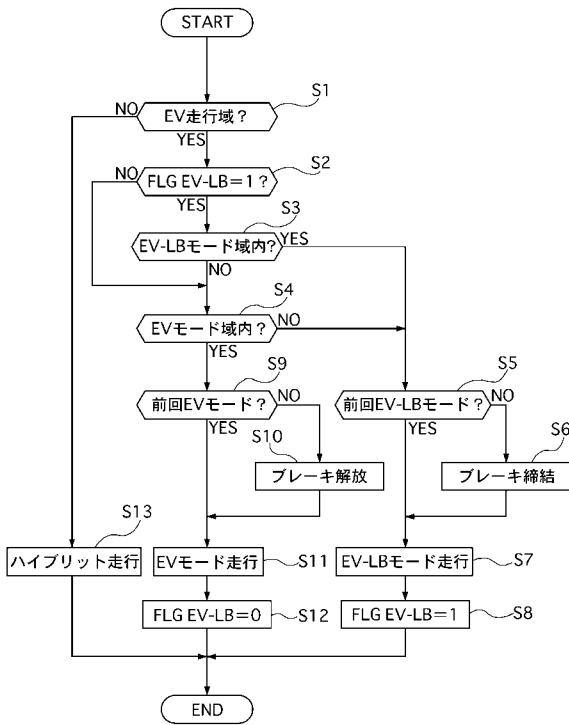 START
S1
NO
EV走行域?
YES
S2
NO
FLG EV-LB=1?
YES
S3
EV-LBモード域内?
YES
NO
S4
EVモード域内?
NO
YES
S9
前回EVモード?
NO
YES
S5
前回EV-LBモード?
NO
YES
S10
ブレーキ解放
S6
ブレーキ締結
S13
ハイブリット走行
EVモード走行
S11
EV-LBモード走行
S7
FLG EV-LB=0
S12
FLG EV-LB=1
S8
END